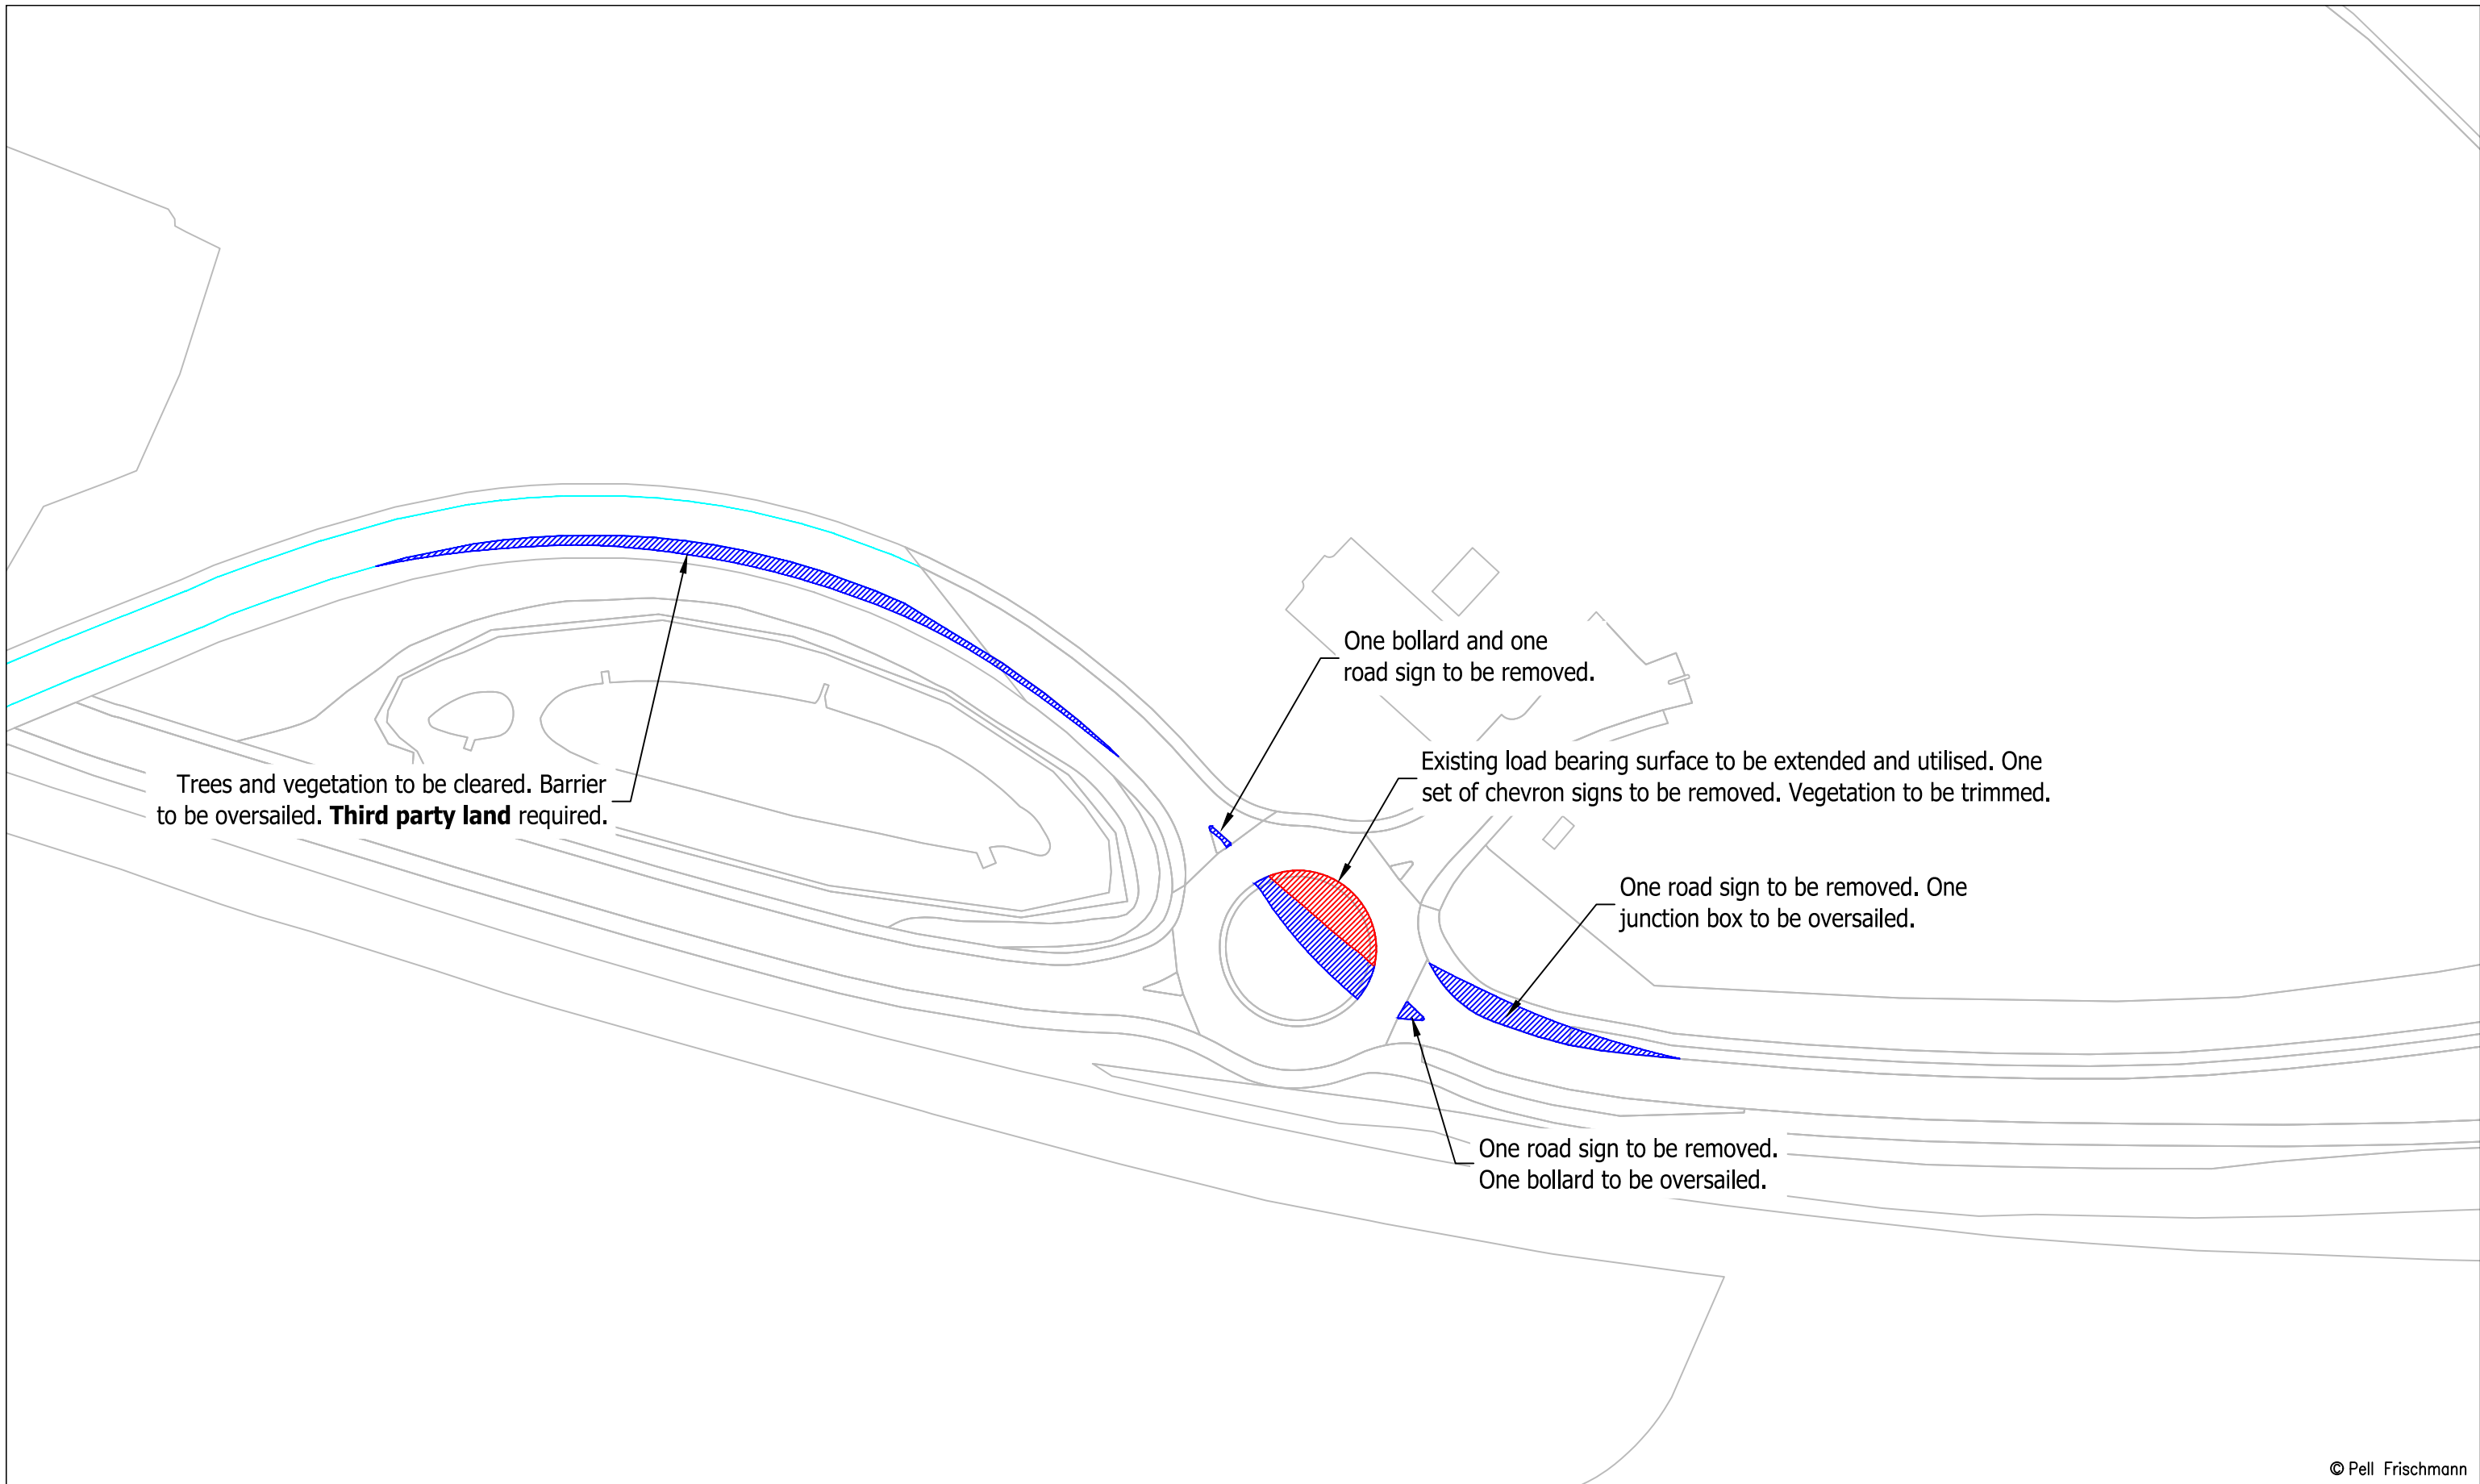 One bollard and one
road sign to be removed.
Existing load bearing surface to be extended and utilised. One
set of chevron signs to be removed. Vegetation to be trimmed.
Trees and vegetation to be cleared. Barrier
to be oversailed. Third party land required.
One road sign to be removed. One
junction box to be oversailed.
One road sign to be removed.
One bollard to be oversailed.
© Pell Frischmann